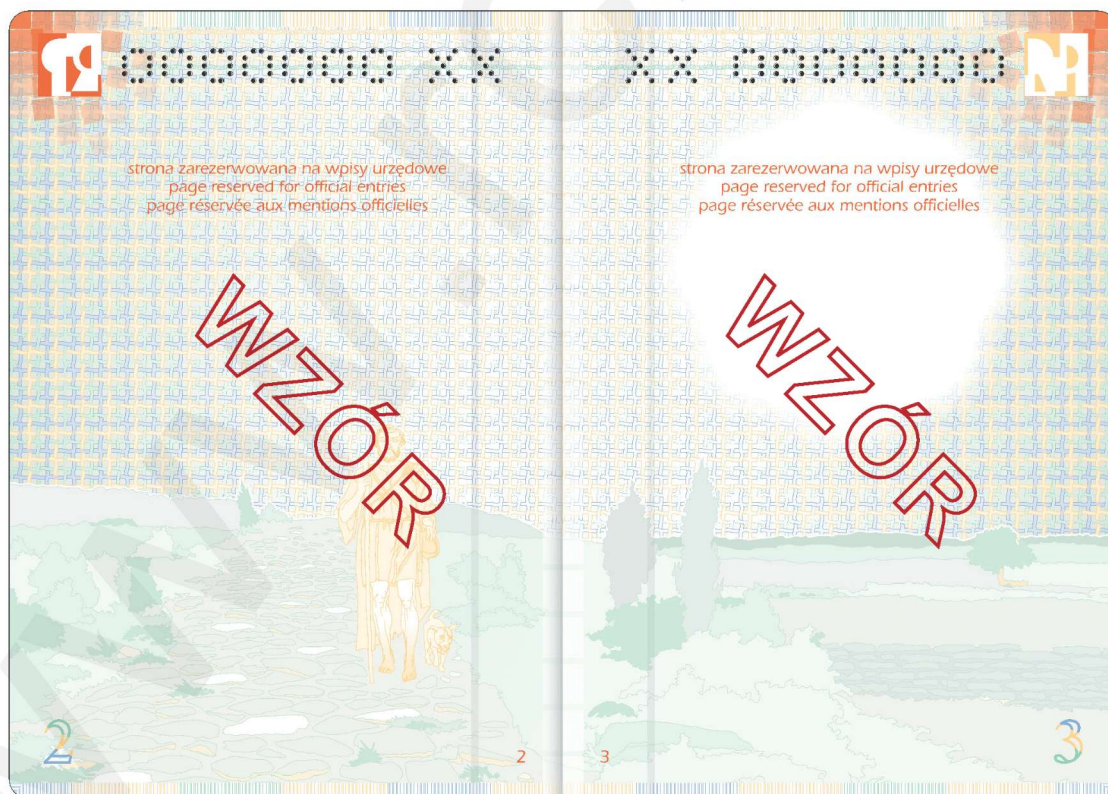 0000000 XX
strona zarezerwowana na wpisy urzędowe
page reserved for official entries
page réservée aux mentions officielles
WZÓR
2
2
XX 0000000
strona zarezerwowana na wpisy urzędowe
page reserved for official entries
page réservée aux mentions officielles
WZÓR
3
3